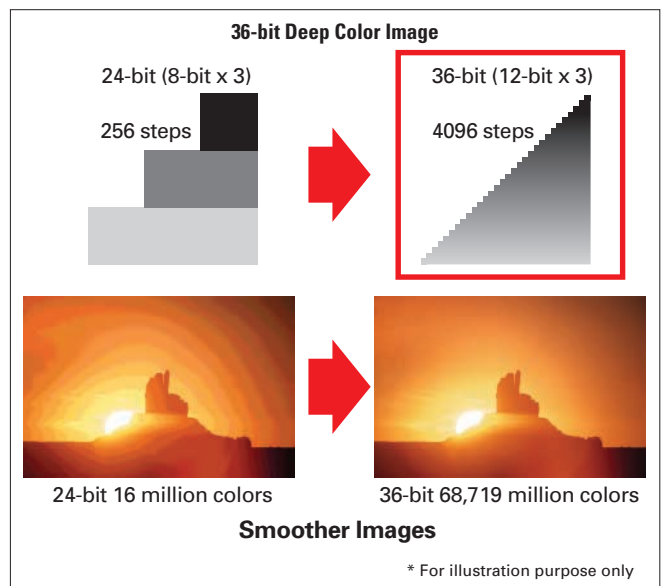 36-bit Deep Color Image
24-bit (8-bit x 3)
36-bit (12-bit x 3)
256 steps
4096 steps
24-bit 16 million colors
36-bit 68,719 million colors
Smoother Images
* For illustration purpose only